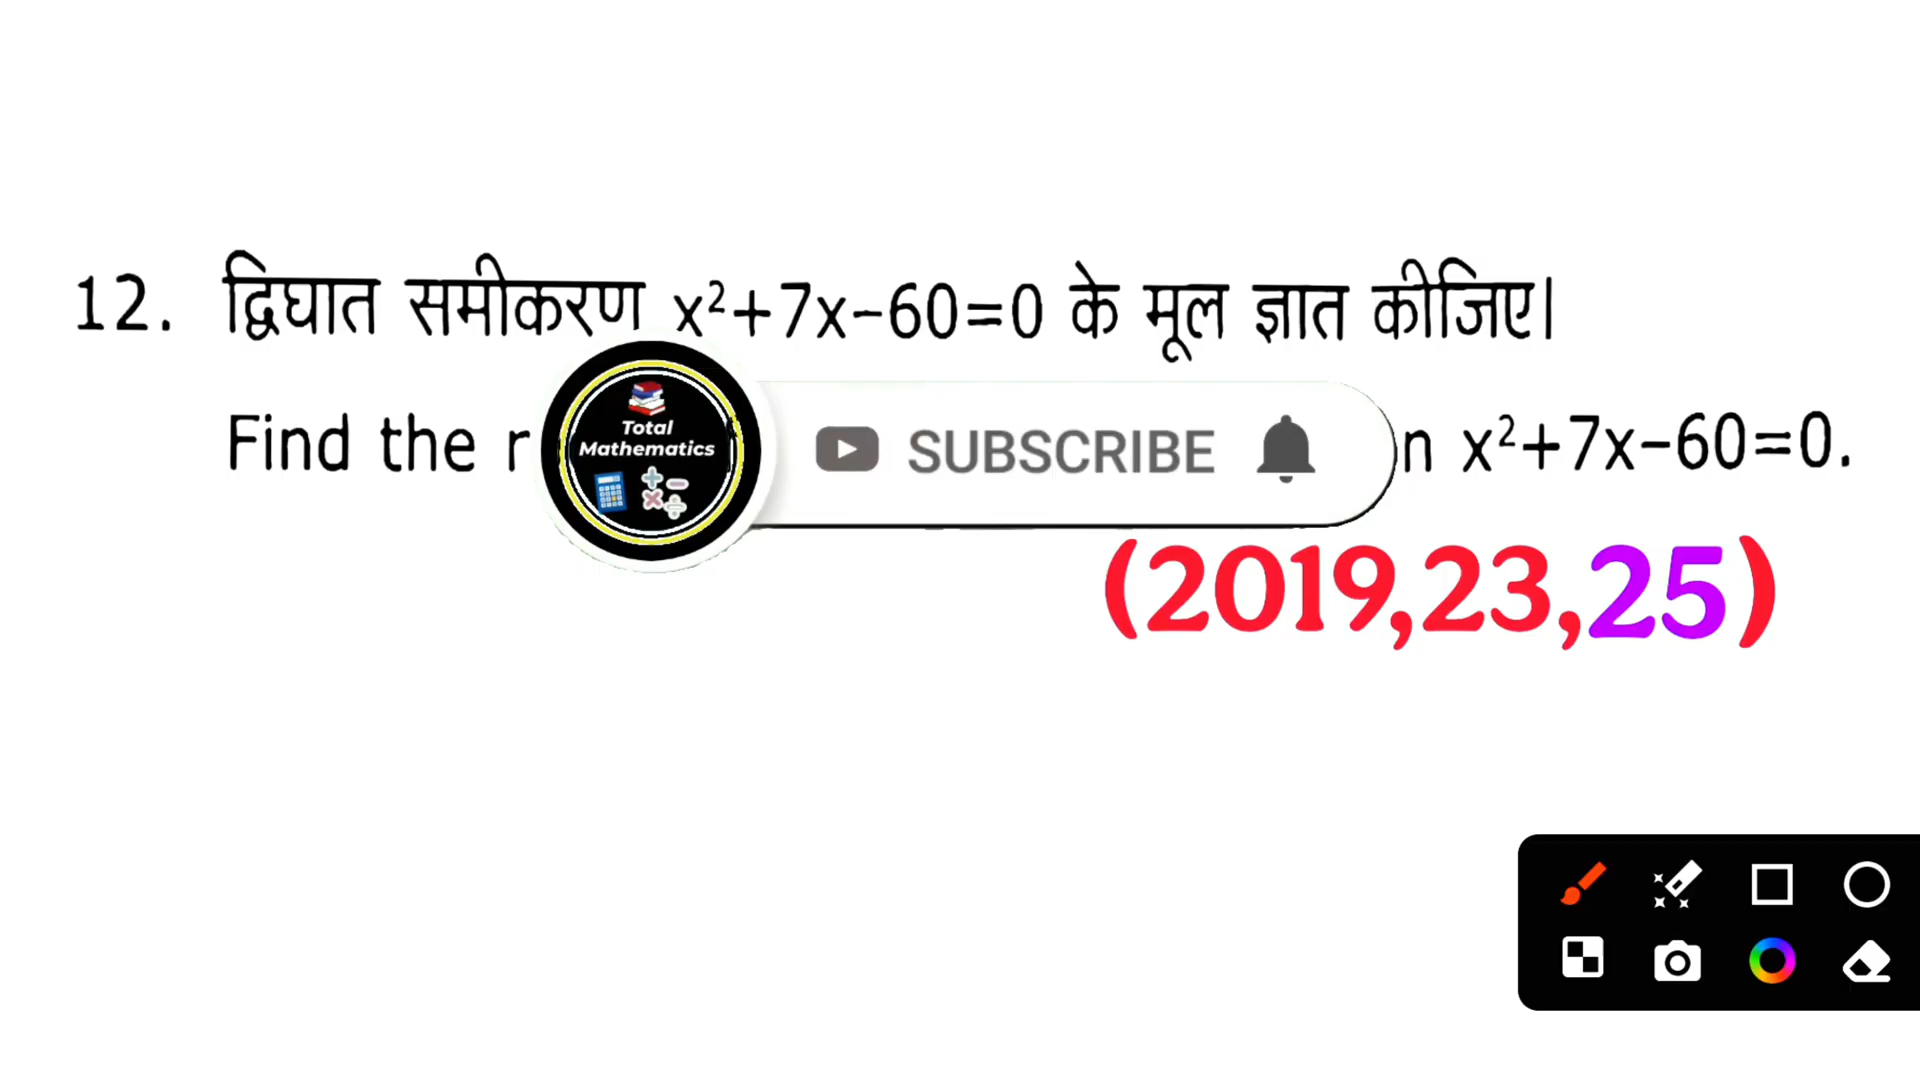 12. द्विघात समीकरण x²+7x−60=0 के मूल ज्ञात कीजिए।
Find the r
Total
Mathematics
SUBSCRIBE
n x²+7x−60=0.
(2019,23,25)